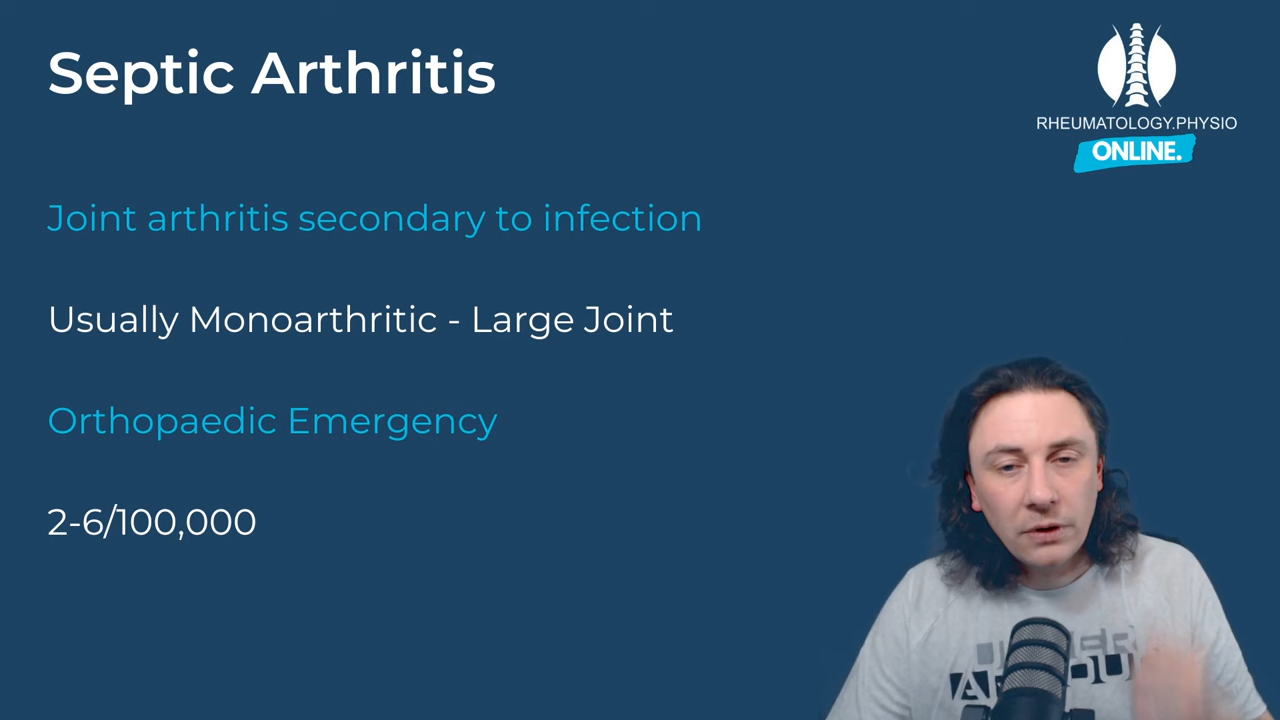 Septic Arthritis
RHEUMATOLOGY.PHYSIO
ONLINE.
Joint arthritis secondary to infection
Usually Monoarthritic - Large Joint
Orthopaedic Emergency
2-6/100,000